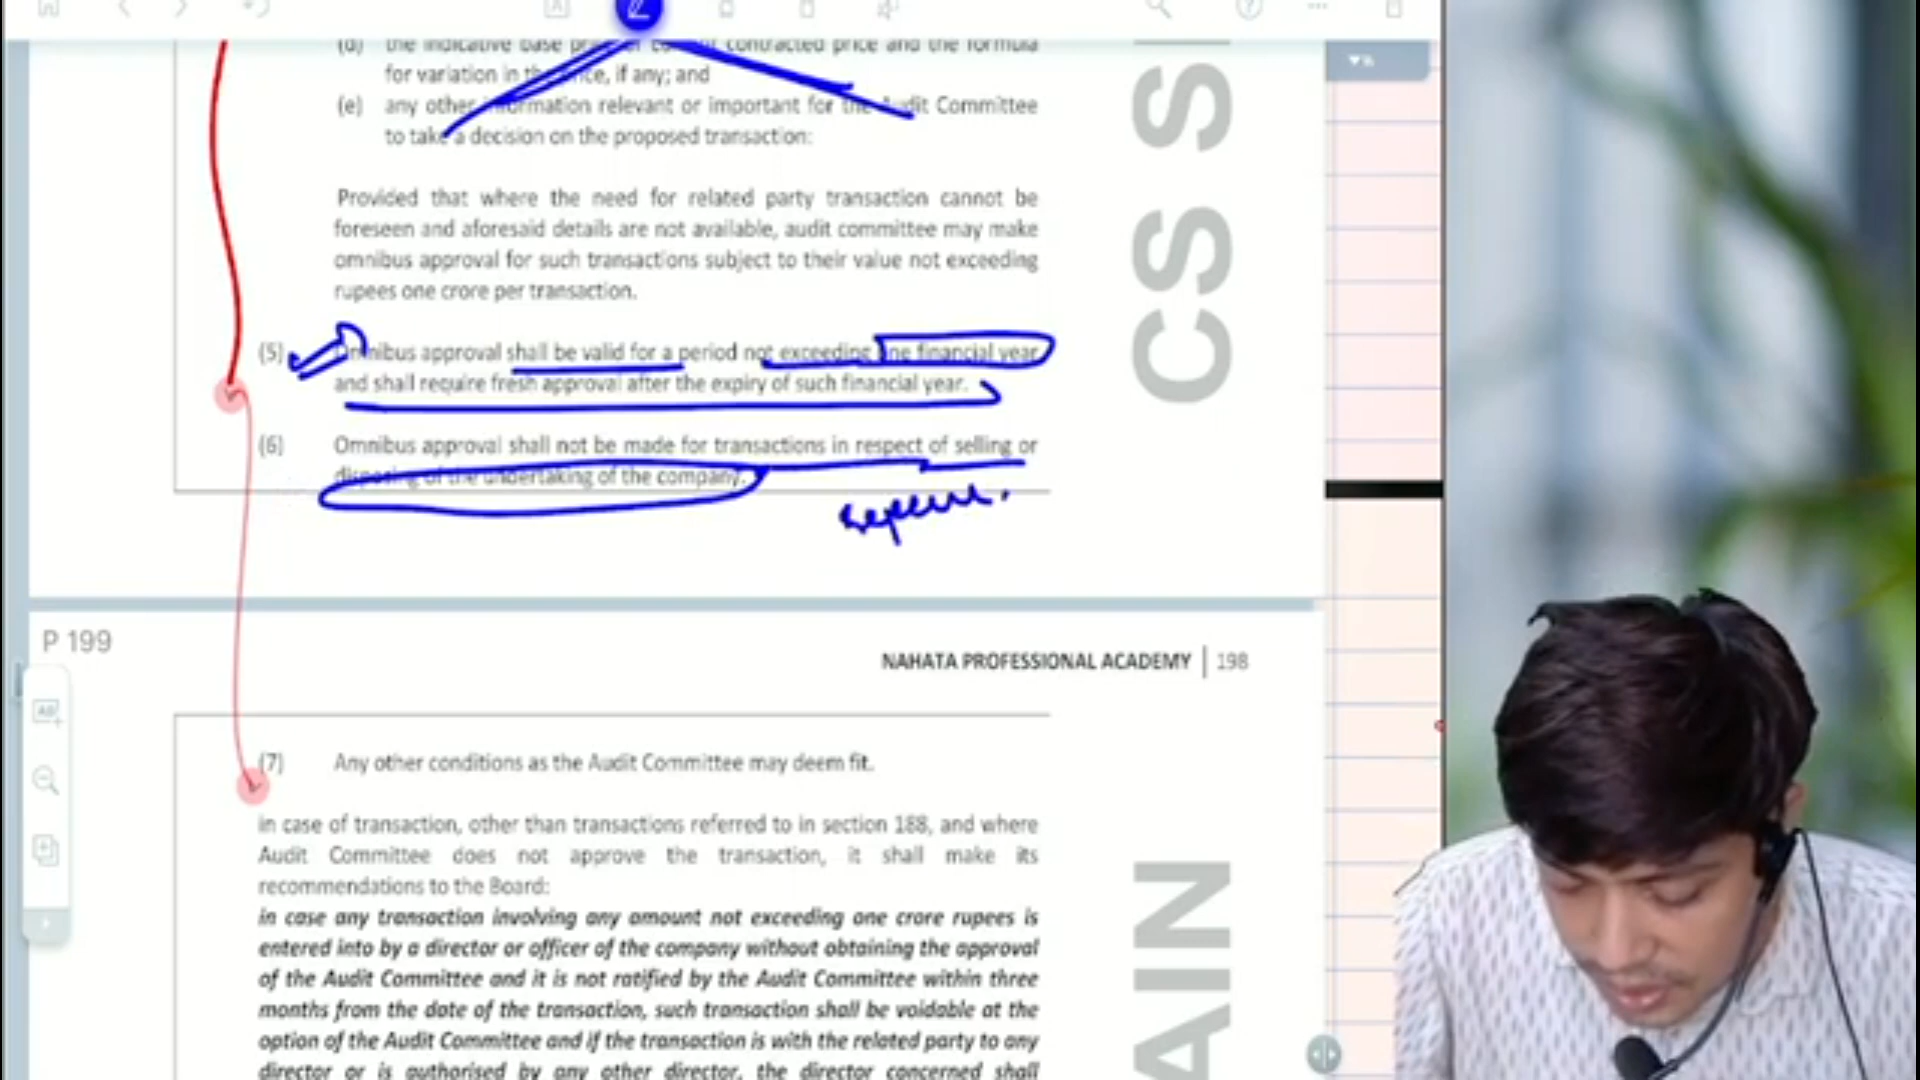 (d) the indicative base price or current contracted price and the formula
for variation in the price, if any; and
(e) any other information relevant or important for the Audit Committee
to take a decision on the proposed transaction:
Provided that where the need for related party transaction cannot be
foreseen and aforesaid details are not available, audit committee may make
omnibus approval for such transactions subject to their value not exceeding
rupees one crore per transaction.
(5) Omnibus approval shall be valid for a period not exceeding one financial year
and shall require fresh approval after the expiry of such financial year.
(6) Omnibus approval shall not be made for transactions in respect of selling or
disposing of the undertaking of the company.
CS S
P 199
NAHATA PROFESSIONAL ACADEMY | 198
(7) Any other conditions as the Audit Committee may deem fit.
in case of transaction, other than transactions referred to in section 188, and where
Audit Committee does not approve the transaction, it shall make its
recommendations to the Board:
in case any transaction involving any amount not exceeding one crore rupees is
entered into by a director or officer of the company without obtaining the approval
of the Audit Committee and it is not ratified by the Audit Committee within three
months from the date of the transaction, such transaction shall be voidable at the
option of the Audit Committee and if the transaction is with the related party to any
director or is authorised by any other director, the director concerned shall
AIN